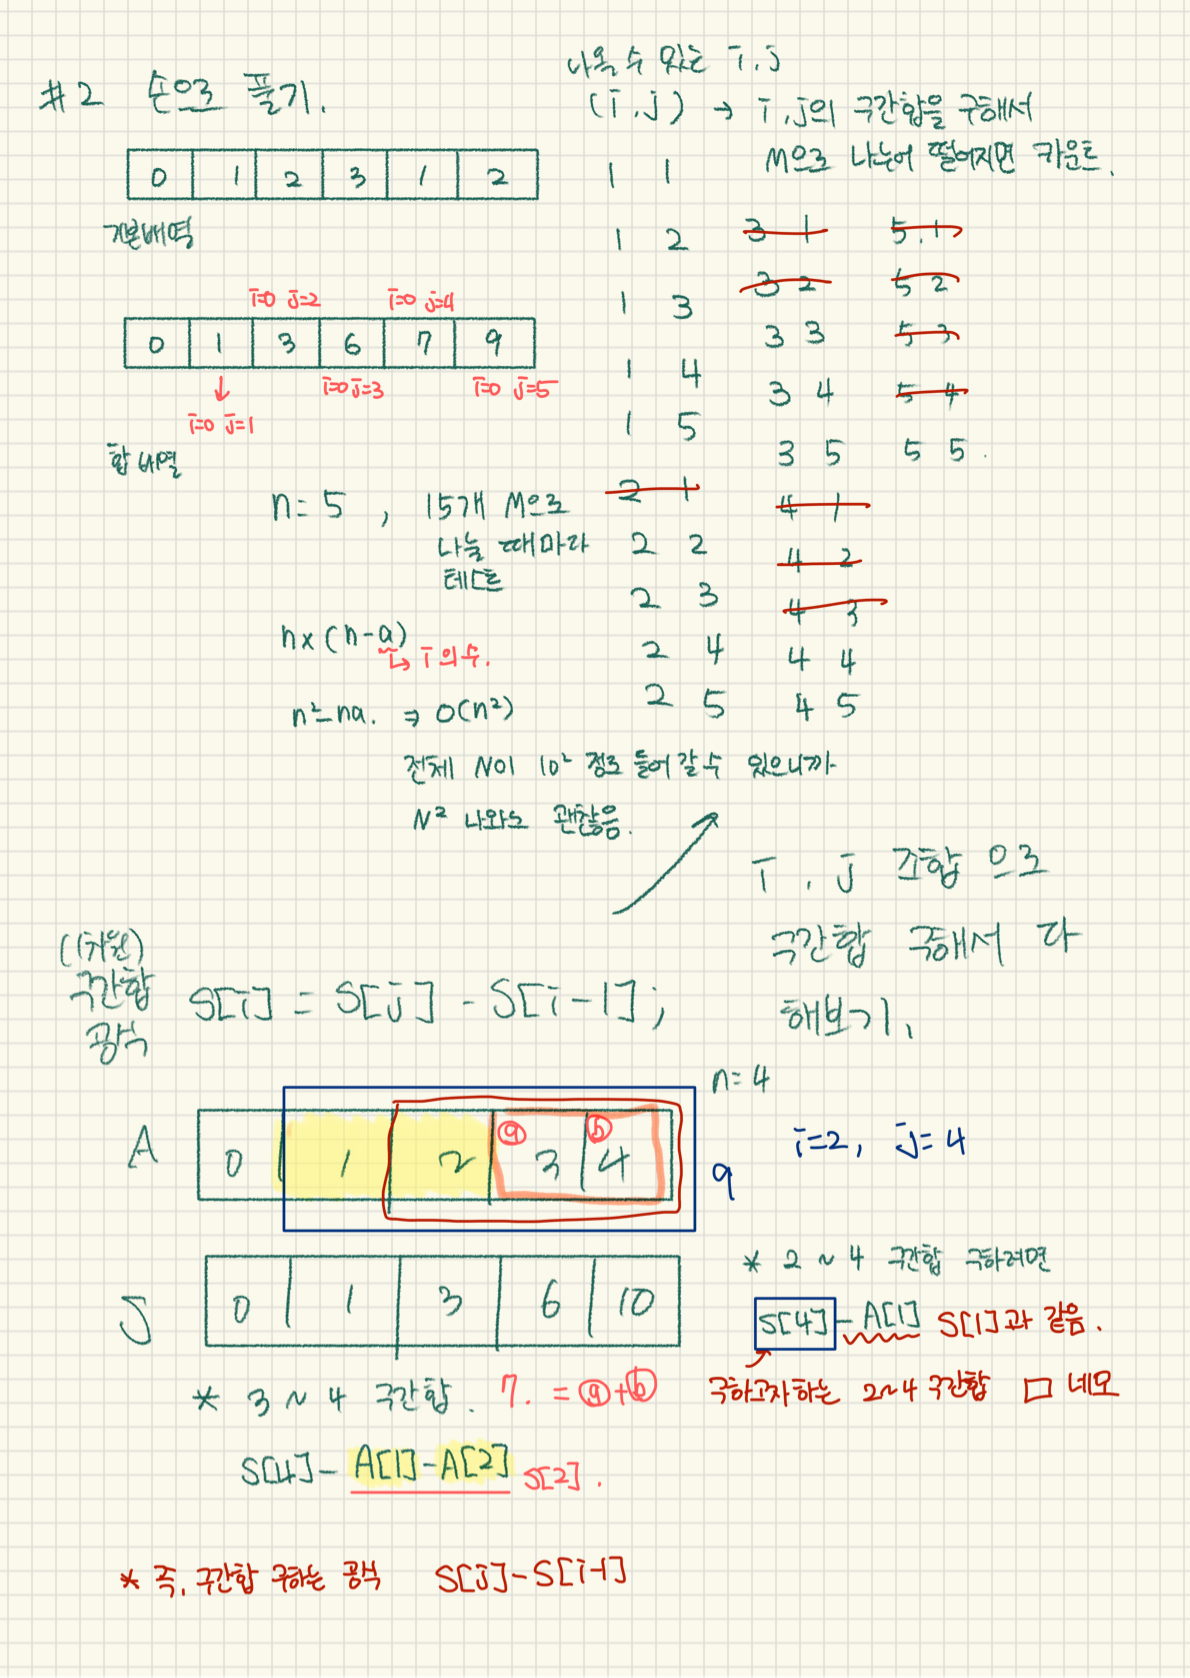 #2 손으로 풀기.
0 1 2 3 1 2
기본배열
i=0 j=2 i=0 j=4
0 1 3 6 7 9
i=0 j=3 i=0 j=5
↓
i=0 j=1
합 배열
n=5 , 15개 M으로
나눌 때마다
테스트
n×(n-a)
↳ i의수.
n²-na. ⇒ O(n²)
전체 N이 10² 정도 들어갈수 있으니까
N² 나와도 괜찮음.
나올수 있는 i,j
(i,j) → i,j의 구간합을 구해서
M으로 나누어 떨어지면 카운트.
1 1
1 2
1 3
1 4
1 5
2 1
2 2
2 3
2 4
2 5
3 1
3 2
3 3
3 4
3 5
4 1
4 2
4 3
4 4
4 5
5.1
5 2
5 3
5 4
5 5.
i , j 조합 으로
구간합 구해서 다
해보기.
(1차원)
구간합
공식
S[i] = S[j] - S[i-1];
n=4
A 0 1 2 3 4
ⓐ ⓑ
9
i=2, j=4
S 0 1 3 6 10
* 2 ~ 4 구간합 구하려면
S[4] - A[1] S[1]과 같음.
구하고자하는 2~4 구간합 □ 네모
* 3 ~ 4 구간합. 7. = ⓐ+ⓑ
S[4]- A[1]-A[2] S[2].
* 즉, 구간합 구하는 공식 S[j]-S[i-1]